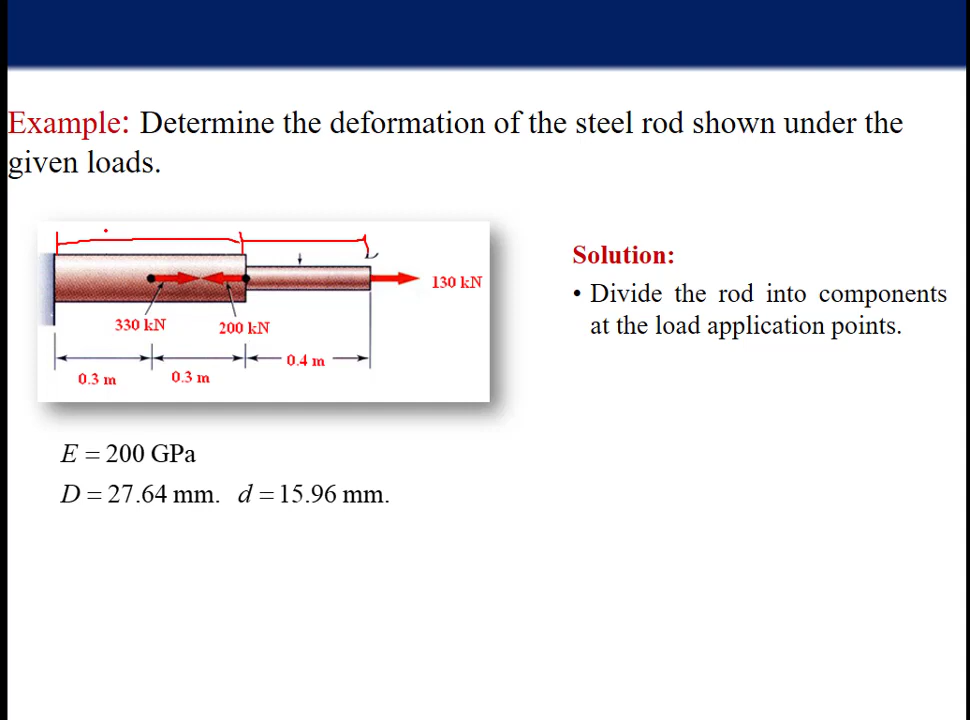 Example: Determine the deformation of the steel rod shown under the
given loads.
Solution:
• Divide the rod into components
at the load application points.
130 kN
330 kN
200 kN
0.4 m
0.3 m
0.3 m
E = 200 GPa
D = 27.64 mm. d = 15.96 mm.